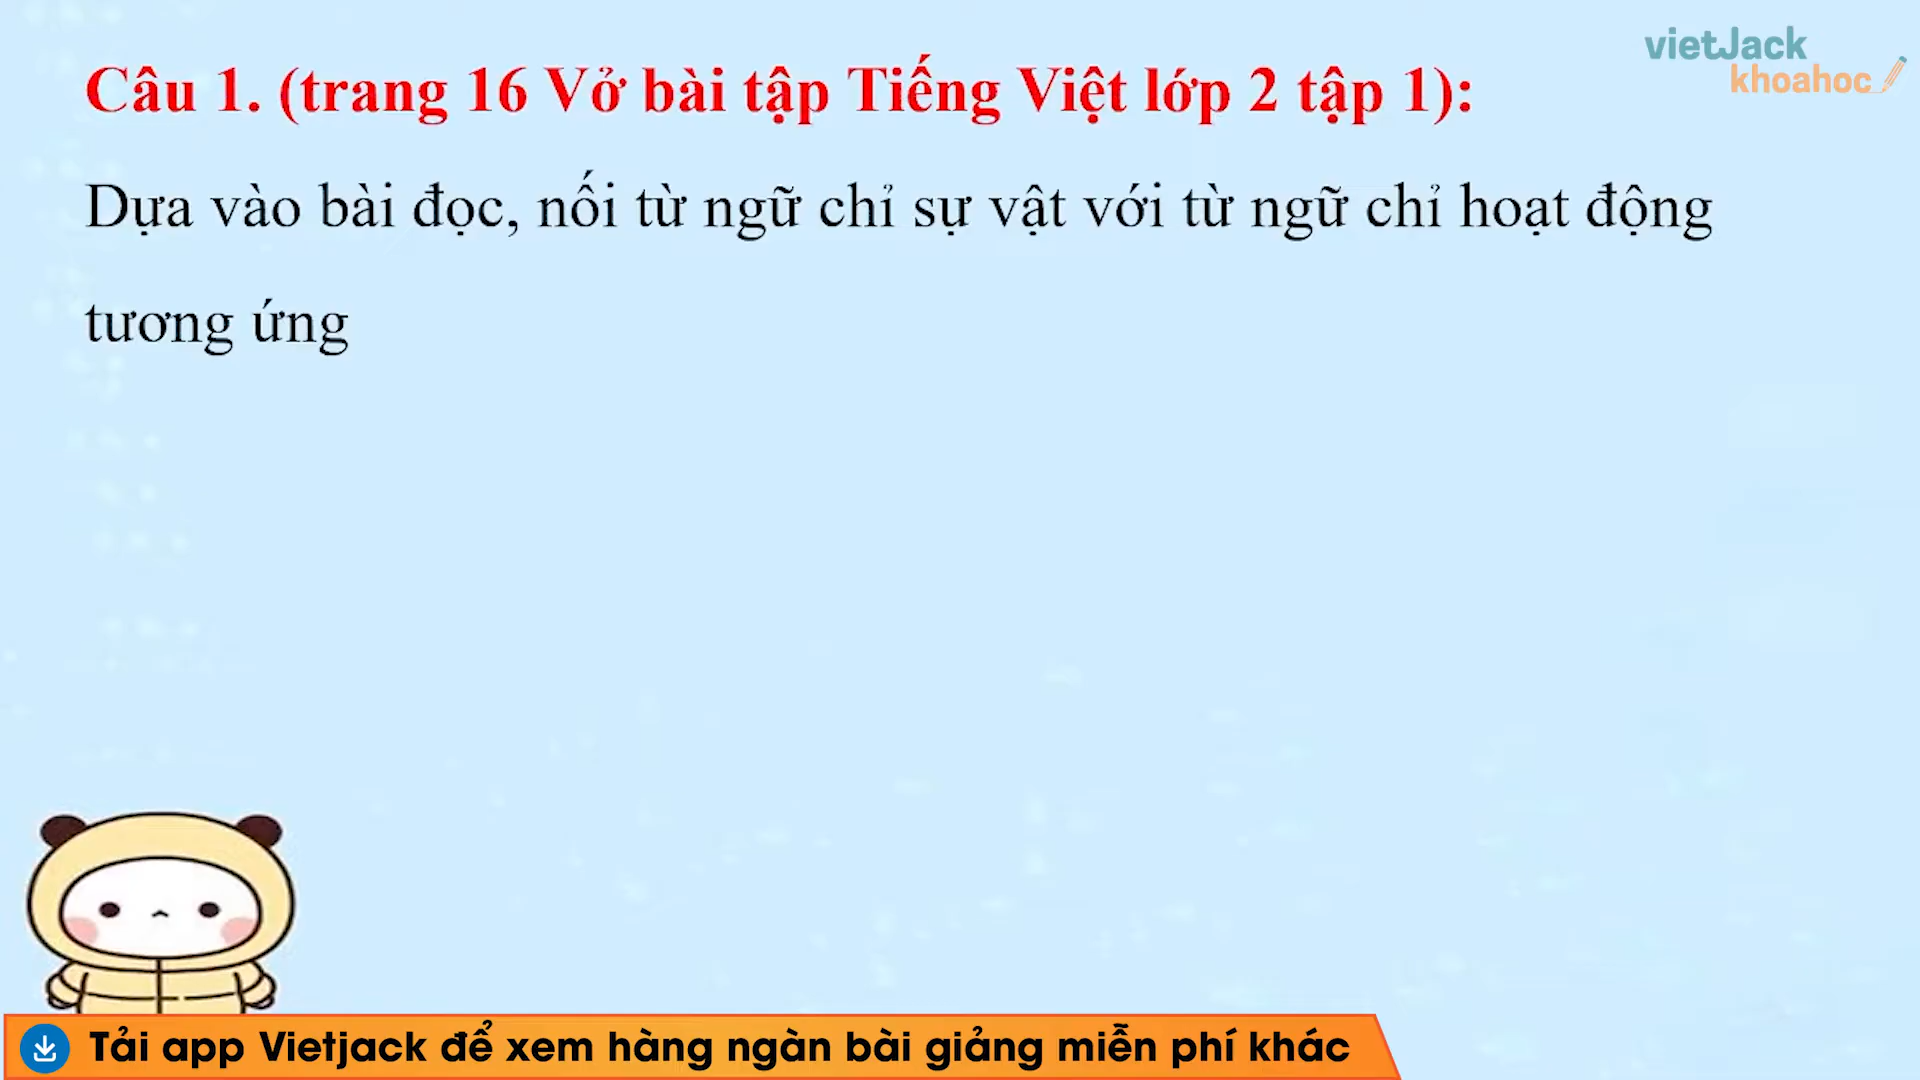 vietJack
khoahoc
Câu 1. (trang 16 Vở bài tập Tiếng Việt lớp 2 tập 1):
Dựa vào bài đọc, nối từ ngữ chỉ sự vật với từ ngữ chỉ hoạt động
tương ứng
Tải app Vietjack để xem hàng ngàn bài giảng miễn phí khác